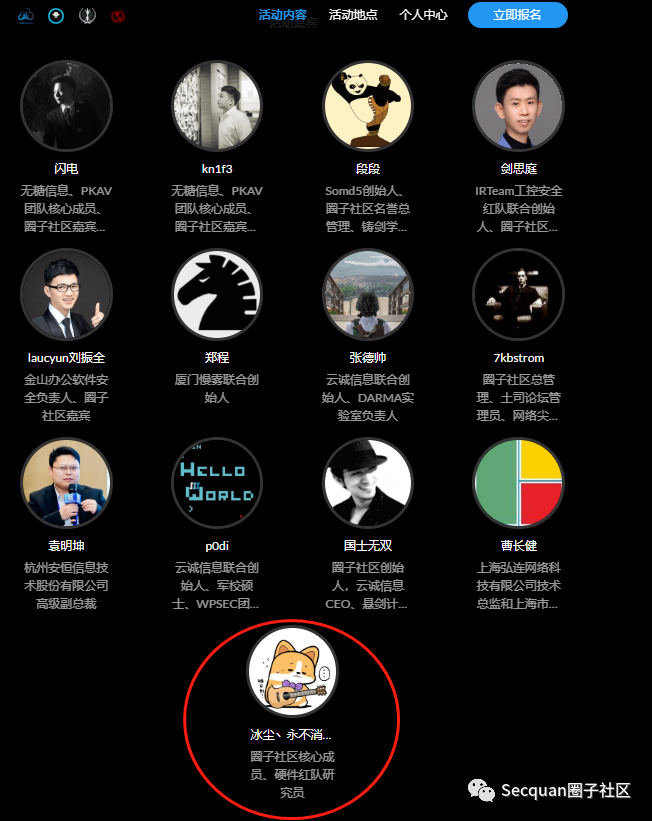 活动内容 活动地点 个人中心 立即报名
活动嘉宾
闪电 kn1f3 段段 剑思庭
无糖信息、PKAV 无糖信息、PKAV Somd5创始人、 IRTeam工控安全
团队核心成员、 团队核心成员、 圈子社区名誉总 红队联合创始
圈子社区嘉宾... 圈子社区嘉宾... 管理、铸剑学... 人、圈子社区...
laucyun刘振全 郑程 张德帅 7kbstrom
金山办公软件安 厦门慢雾联合创 云诚信息联合创 圈子社区总管
全负责人、圈子 始人 始人、DARMA实 理、土司论坛管
社区嘉宾 验室负责人 理员、网络尖...
HELLO
WORLD
袁明坤 p0di 国士无双 曹长健
杭州安恒信息技 云诚信息联合创 圈子社区创始 上海弘连网络科
术股份有限公司 始人、军校硕 人，云诚信息 技有限公司技术
高级副总裁 士、WPSEC团... CEO、悬剑计... 总监和上海市...
冰尘丶永不消...
圈子社区核心成
员、硬件红队研
究员
Secquan圈子社区